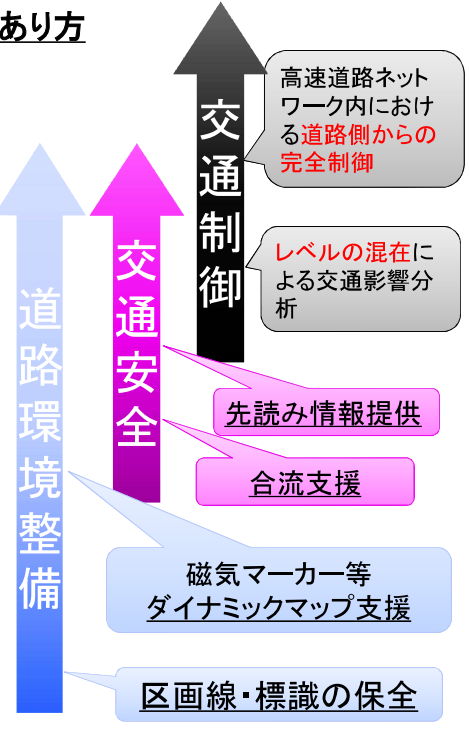 あり方
交通制御
高速道路ネット
ワーク内におけ
る道路側からの
完全制御
レベルの混在に
よる交通影響分
析
交通安全
先読み情報提供
合流支援
道路環境整備
磁気マーカー等
ダイナミックマップ支援
区画線・標識の保全